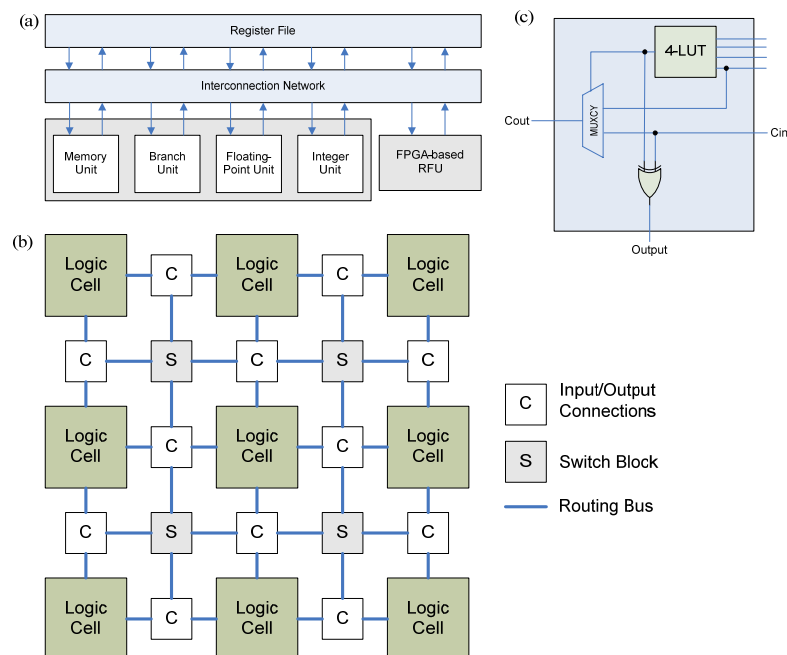 (a)
Register File
Interconnection Network
Memory
Unit
Branch
Unit
Floating-
Point Unit
Integer
Unit
FPGA-based
RFU
(c)
4-LUT
MUXCY
Cout
Cin
Output
(b)
Logic
Cell
C
Logic
Cell
C
Logic
Cell
C
S
C
S
C
Logic
Cell
C
Logic
Cell
C
Logic
Cell
C
S
C
S
C
Logic
Cell
C
Logic
Cell
C
Logic
Cell
C
Input/Output
Connections
S
Switch Block
Routing Bus